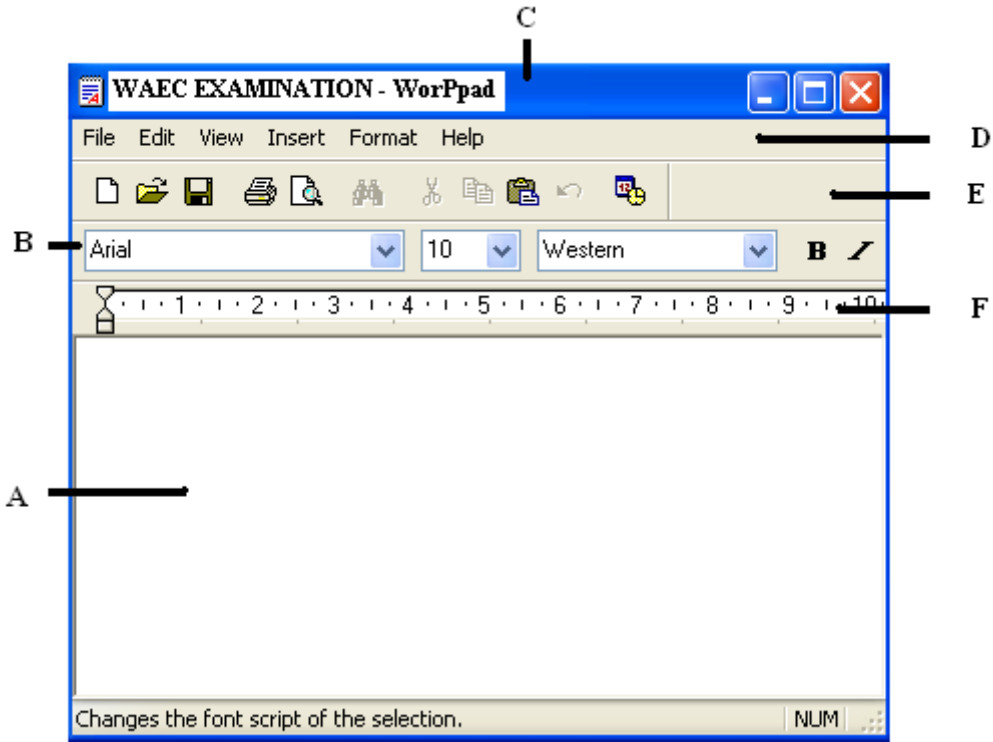 C
WAEC EXAMINATION - WorPpad
File Edit View Insert Format Help
D
12
E
B
Arial 10 Western B I
1 2 3 4 5 6 7 8 9 10
F
A
Changes the font script of the selection. NUM